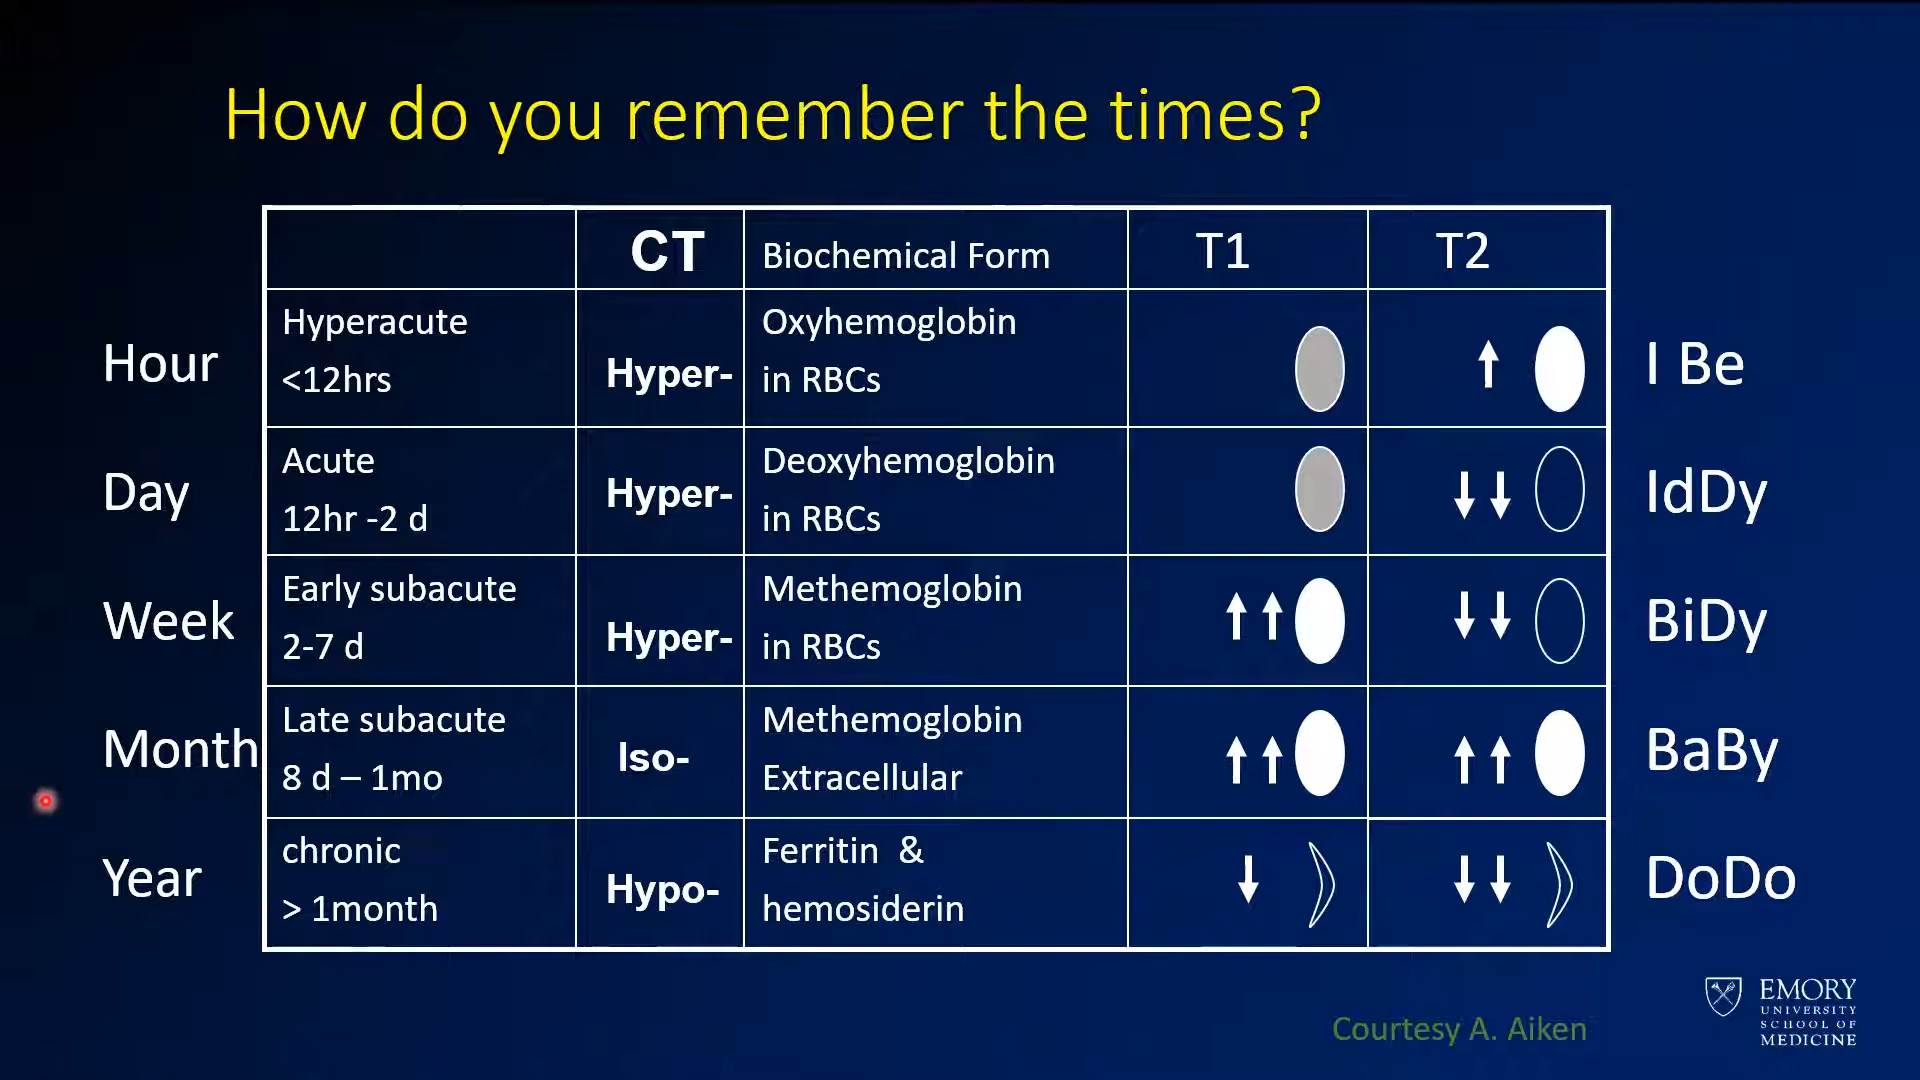 How do you remember the times?
CT Biochemical Form T1 T2
Hour
Hyperacute
<12hrs
Hyper-
Oxyhemoglobin
in RBCs
I Be
Day
Acute
12hr -2 d
Hyper-
Deoxyhemoglobin
in RBCs
IdDy
Week
Early subacute
2-7 d
Hyper-
Methemoglobin
in RBCs
BiDy
Month
Late subacute
8 d – 1mo
Iso-
Methemoglobin
Extracellular
BaBy
Year
chronic
> 1month
Hypo-
Ferritin &
hemosiderin
DoDo
Courtesy A. Aiken
EMORY
UNIVERSITY
SCHOOL OF
MEDICINE